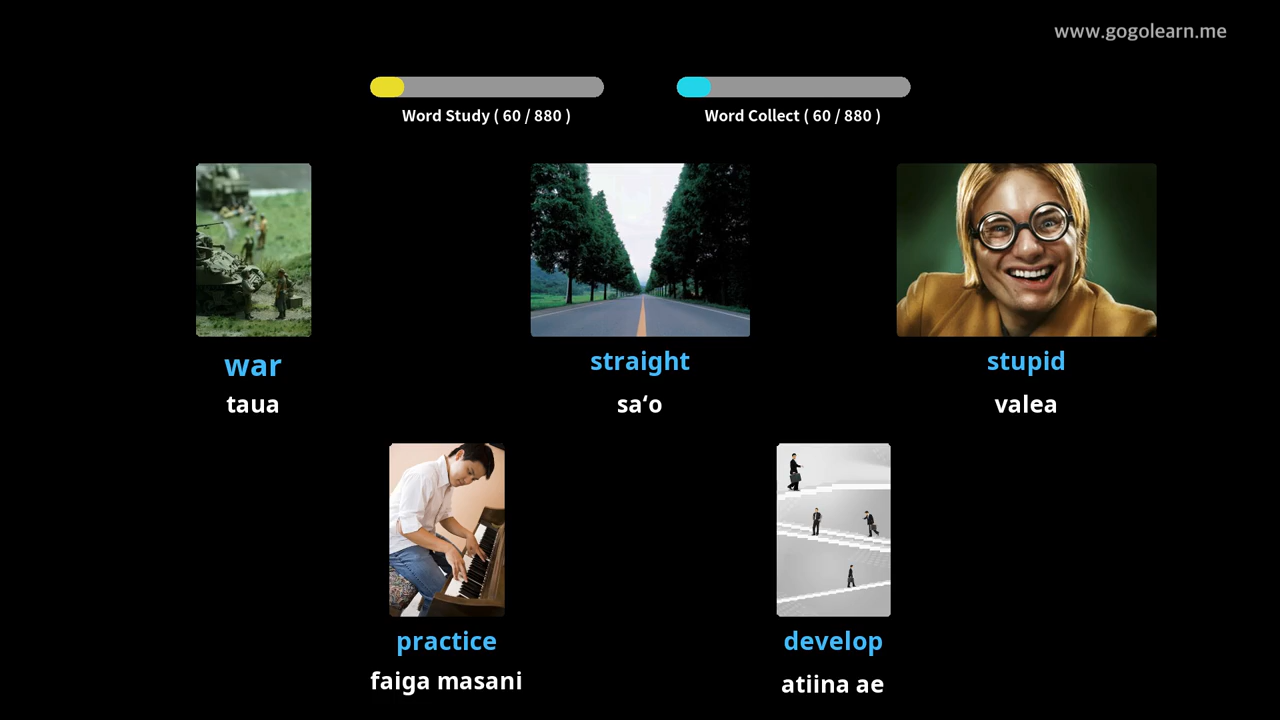 www.gogolearn.me
Word Study ( 60 / 880 )
Word Collect ( 60 / 880 )
war
taua
straight
saʻo
stupid
valea
practice
faiga masani
develop
atiina ae